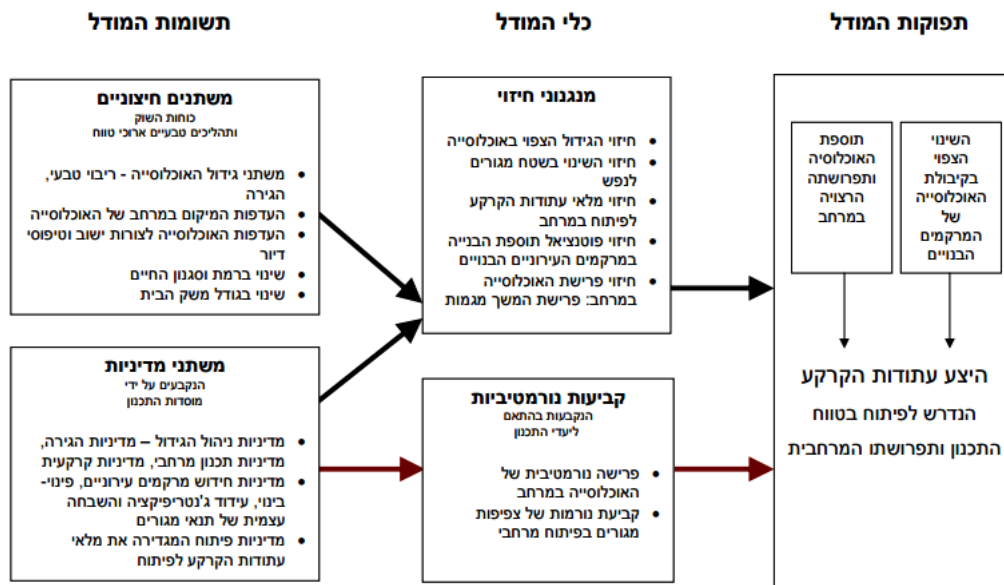 תשומות המודל
כלי המודל
תפוקות המודל
משתנים חיצוניים
כוחות השוק
ותהליכים טבעיים ארוכי טווח
• משתני גידול האוכלוסייה - ריבוי טבעי,
הגירה
• העדפות המיקום במרחב של האוכלוסייה
• העדפות האוכלוסייה לצורות ישוב וטיפוסי
דיור
• שינוי ברמת וסגנון החיים
• שינוי בגודל משק הבית
משתני מדיניות
הנקבעים על ידי
מוסדות התכנון
• מדיניות ניהול הגידול – מדיניות הגירה,
מדיניות תכנון מרחבי, מדיניות קרקעית
• מדיניות חידוש מרקמים עירוניים, פינוי-
בינוי, עידוד ג'נטריפיקציה והשבחה
עצמית של תנאי מגורים
• מדיניות פיתוח המגדירה את מלאי
עתודות הקרקע לפיתוח
מנגנוני חיזוי
• חיזוי הגידול הצפוי באוכלוסייה
• חיזוי השינוי בשטח מגורים
לנפש
• חיזוי מלאי עתודות הקרקע
לפיתוח במרחב
• חיזוי פוטנציאל תוספת הבנייה
במרקמים העירוניים הבנויים
• חיזוי פרישת האוכלוסייה
במרחב: פרישת המשך מגמות
קביעות נורמטיביות
הנקבעות בהתאם
ליעדי התכנון
• פרישה נורמטיבית של
האוכלוסייה במרחב
• קביעת נורמות של צפיפות
מגורים בפיתוח מרחבי
השינוי
הצפוי
בקיבולת
האוכלוסייה
של
המרקמים
הבנויים
תוספת
האוכלוסיה
ותפרושתה
הרצויה
במרחב
היצע עתודות הקרקע
הנדרש לפיתוח בטווח
התכנון ותפרושתו המרחבית